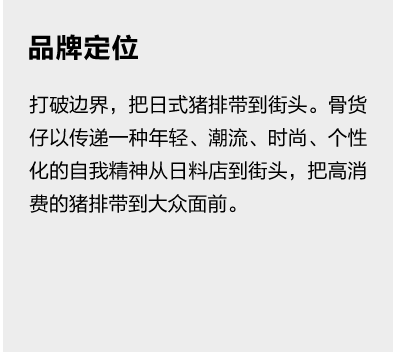 品牌定位
打破边界，把日式猪排带到街头。骨货
仔以传递一种年轻、潮流、时尚、个性
化的自我精神从日料店到街头，把高消
费的猪排带到大众面前。